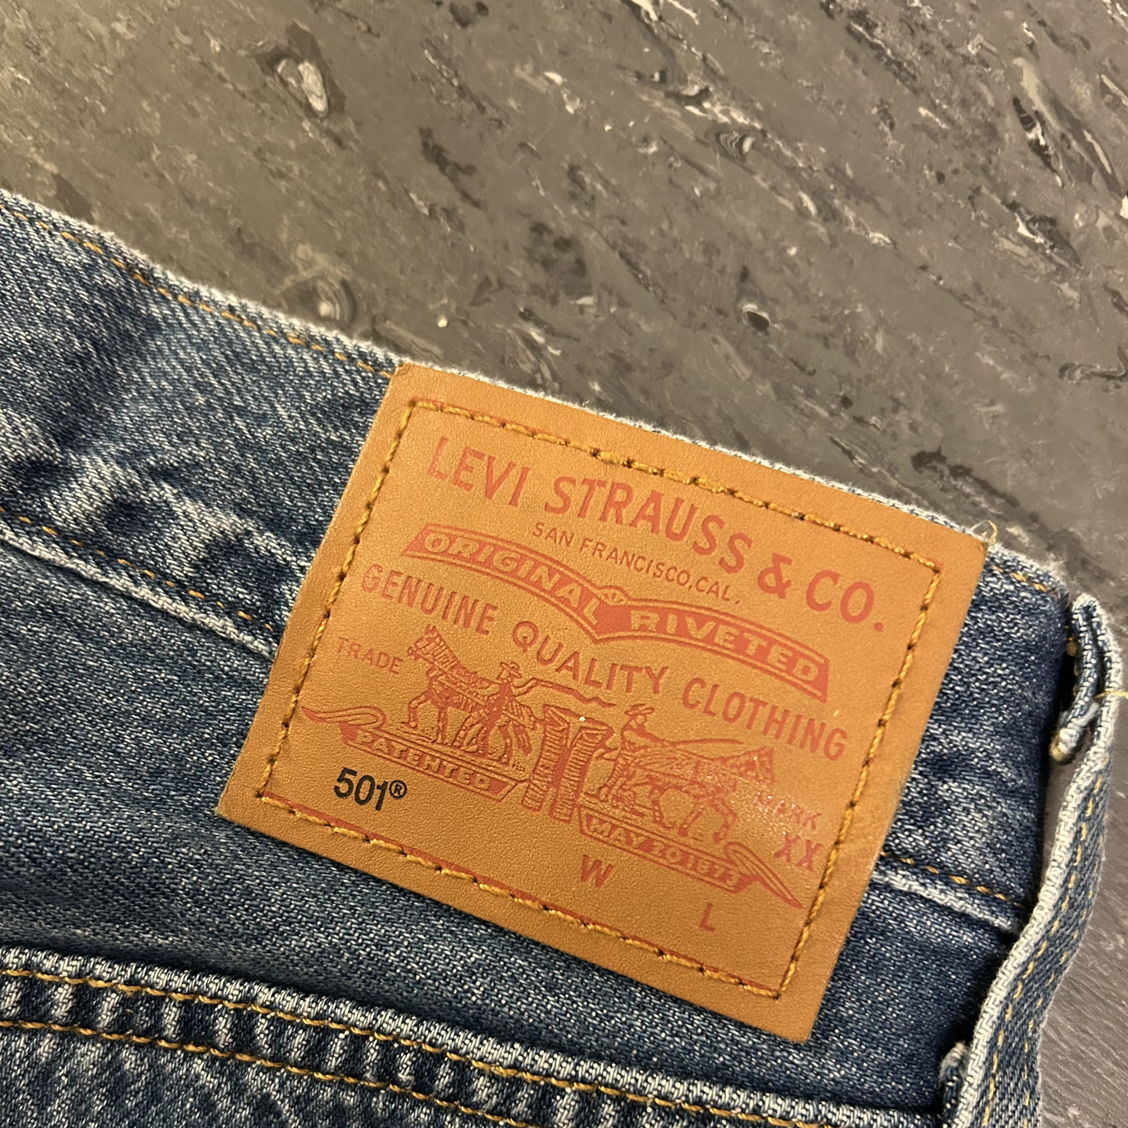 LEVI STRAUSS & CO.
SAN FRANCISCO, CAL.
ORIGINAL RIVETED
GENUINE QUALITY CLOTHING
TRADE MARK
PATENTED MAY 20 1873
501® XX
W L